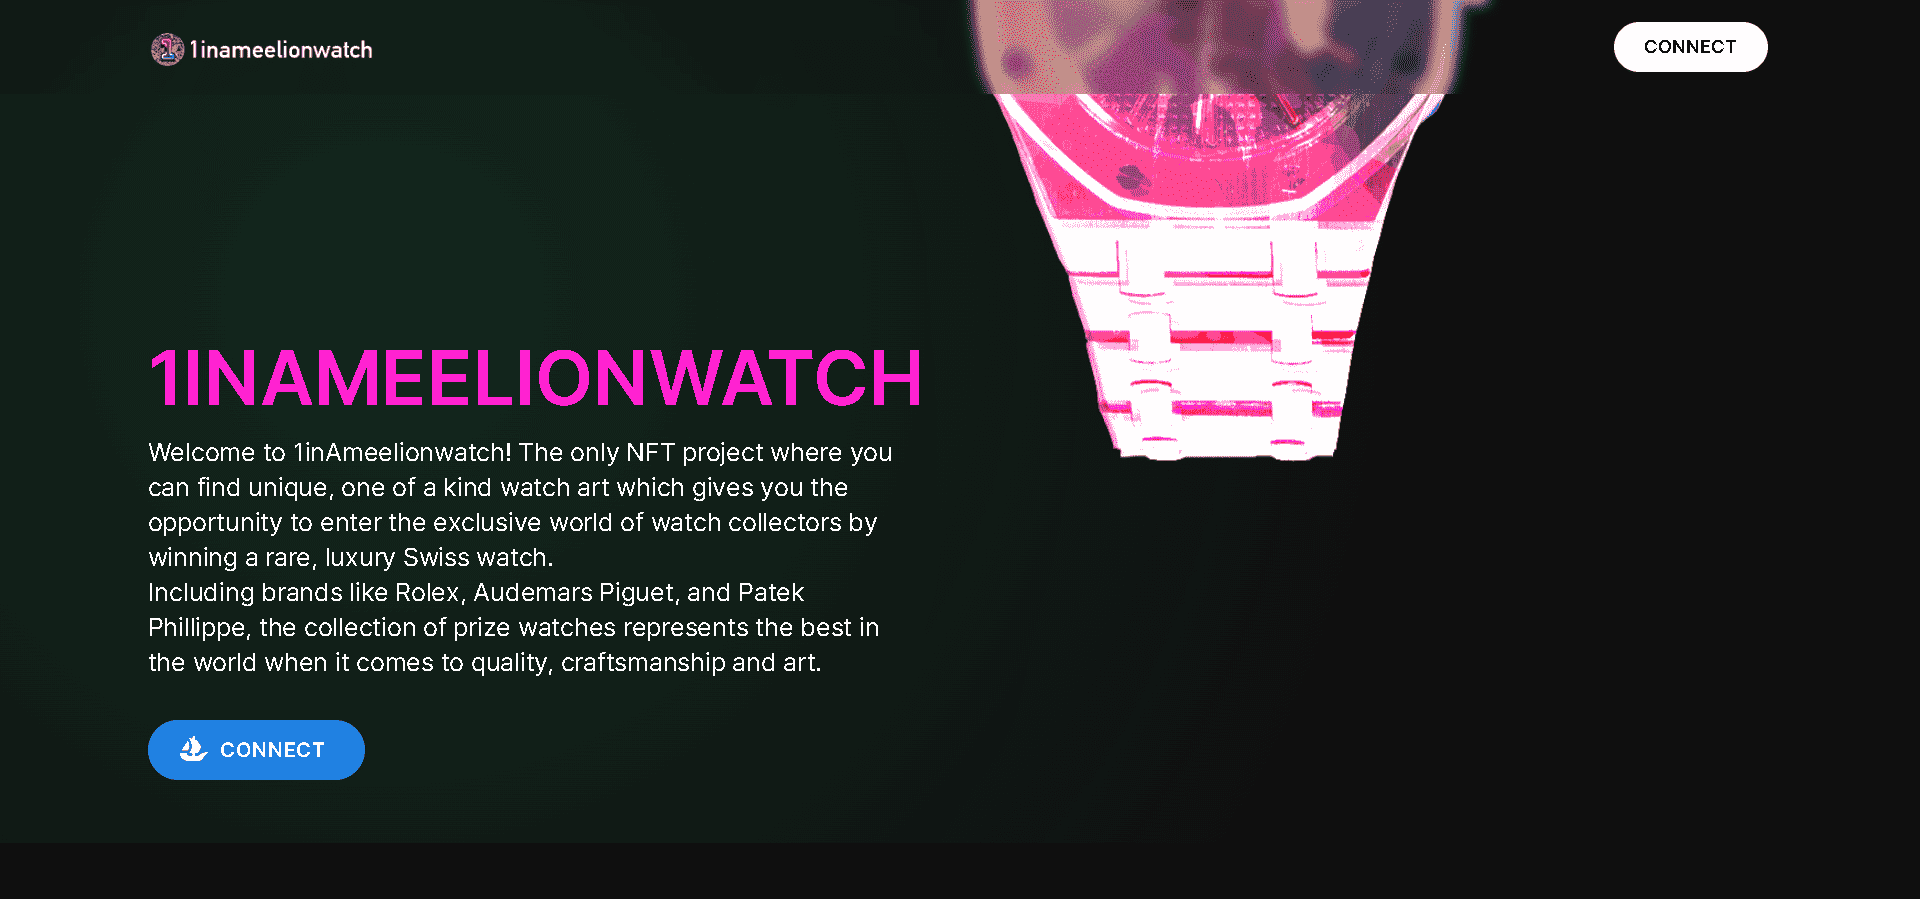 1inameelionwatch
CONNECT
1INAMEELIONWATCH
Welcome to 1inAmeelionwatch! The only NFT project where you
can find unique, one of a kind watch art which gives you the
opportunity to enter the exclusive world of watch collectors by
winning a rare, luxury Swiss watch.
Including brands like Rolex, Audemars Piguet, and Patek
Phillippe, the collection of prize watches represents the best in
the world when it comes to quality, craftsmanship and art.
CONNECT